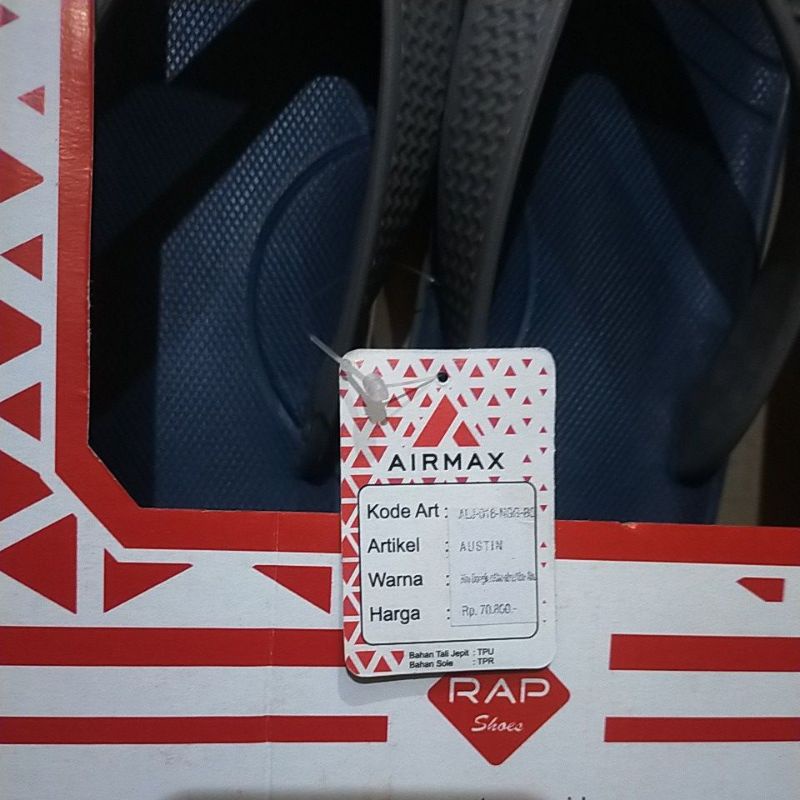 AIRMAX
Kode Art :
Artikel : AUSTIN
Warna :
Harga : Rp. 70.800.-
Bahan Tali Jepit : TPU
Bahan Sole : TPR
RAP
Shoes